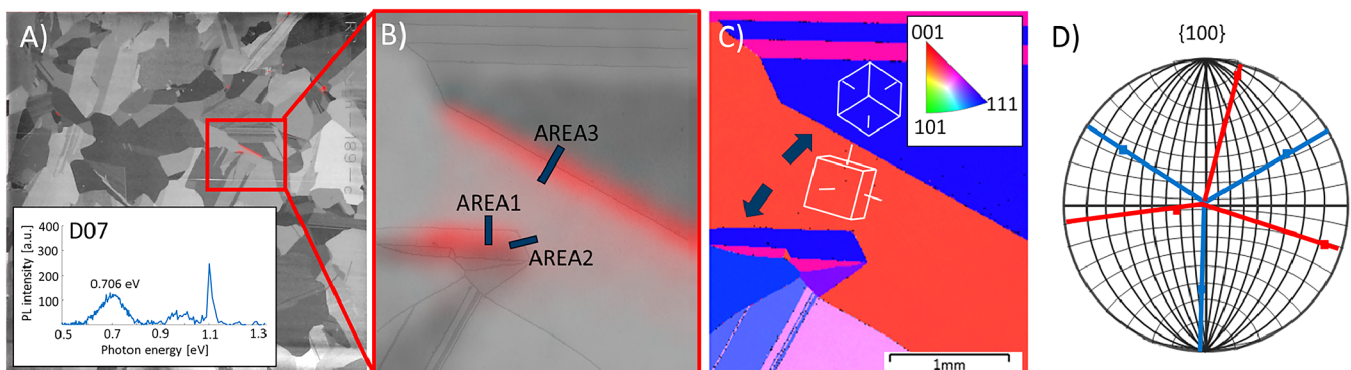 A)
D07
PL intensity [a.u.]
400
300
200
100
0
0.706 eV
0.5
0.7
0.9
1.1
1.3
Photon energy [eV]
B)
AREA3
AREA1
AREA2
C)
001
111
101
1mm
D)
{100}